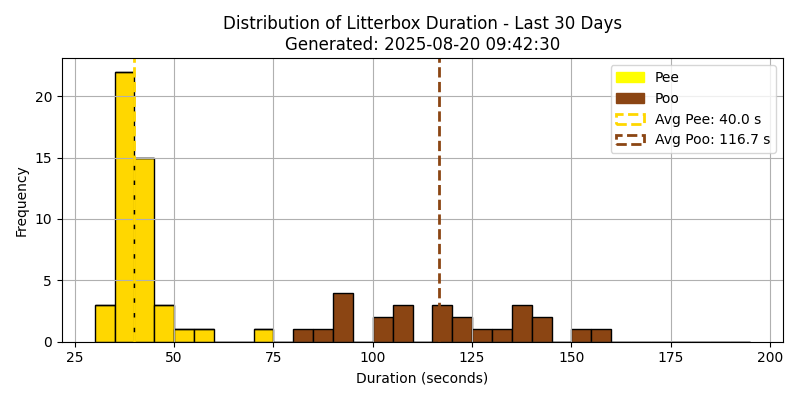 Distribution of Litterbox Duration - Last 30 Days
Generated: 2025-08-20 09:42:30
Pee
Poo
Avg Pee: 40.0 s
Avg Poo: 116.7 s
Frequency
20
15
10
5
0
25 50 75 100 125 150 175 200
Duration (seconds)